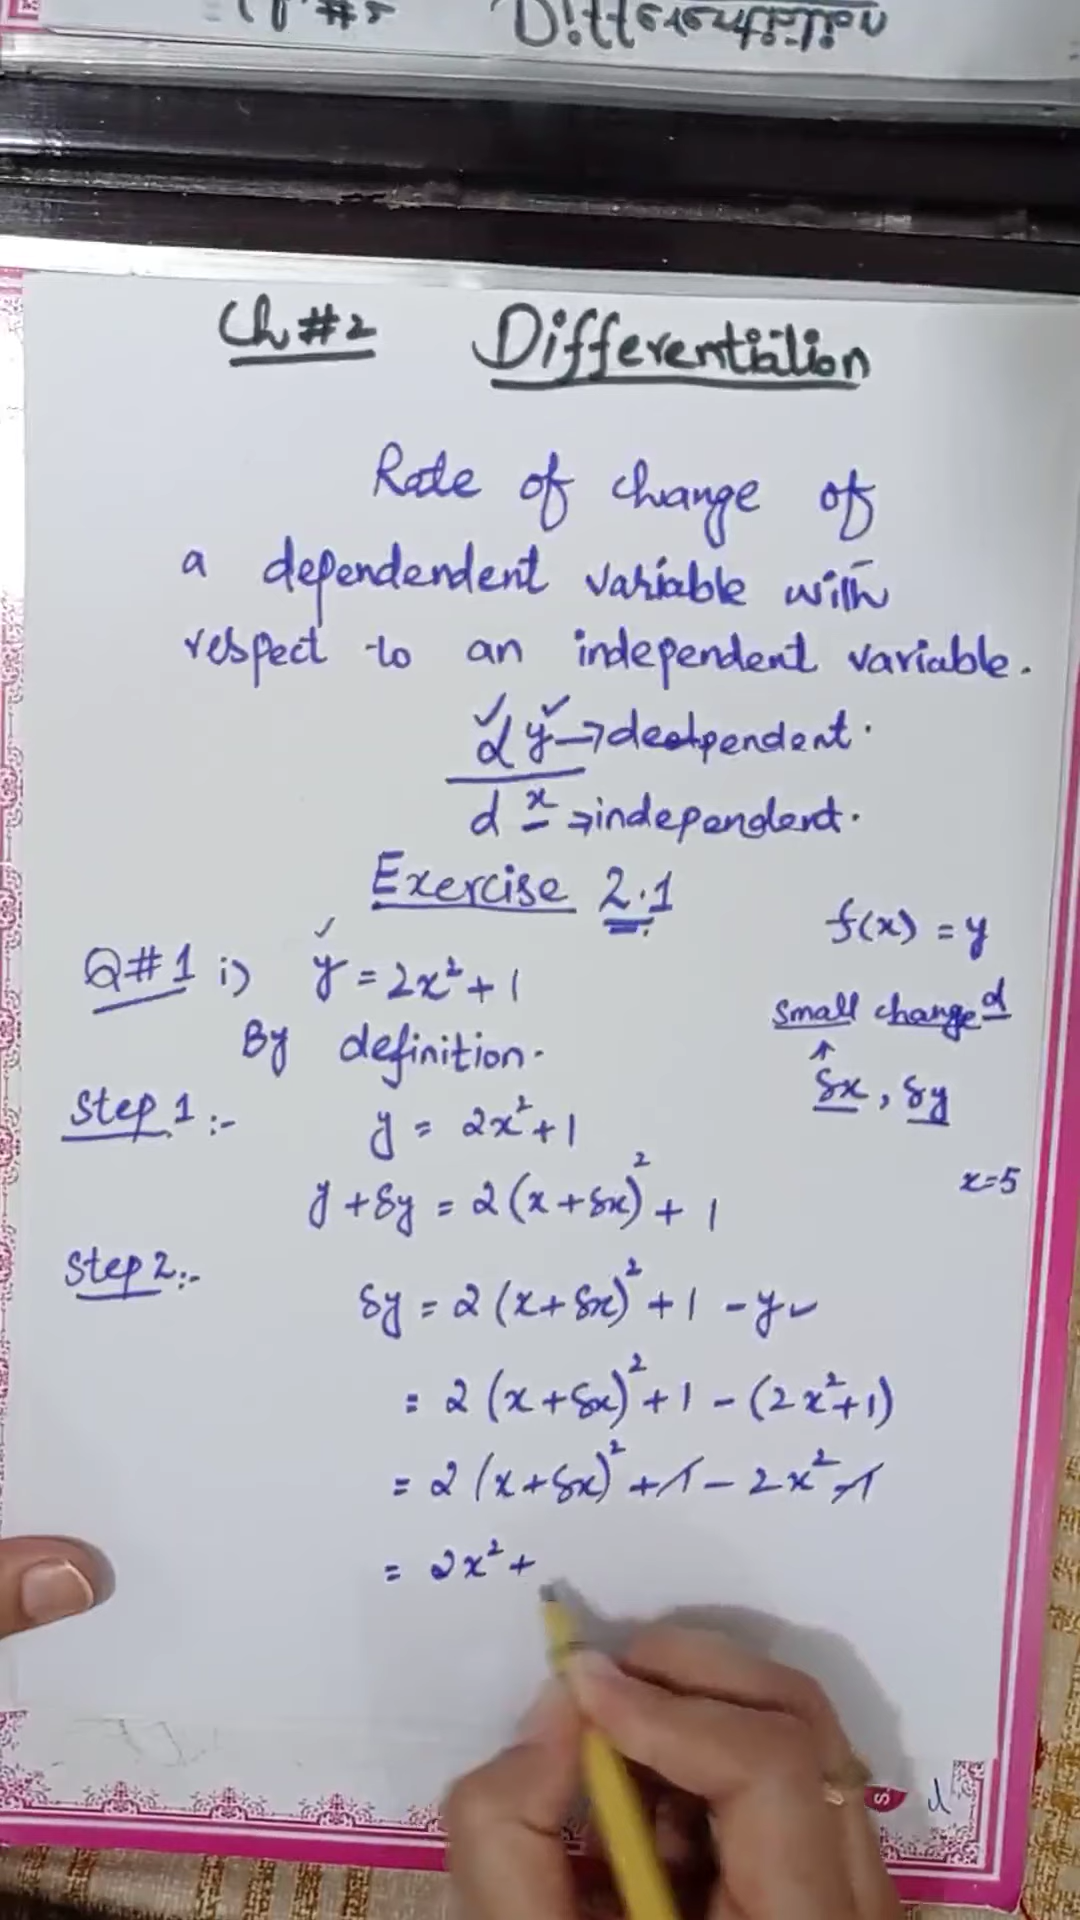 Differentiation
Ch #2 Differentiation
Rate of change of
a dependendent variable with
respect to an independent variable.
dy → dedpendent.
dx → independent.
Exercise 2.1
f(x) = y
Q#1 i) y = 2x² + 1
small change d
By definition.
↑
δx, δy
Step 1 :- y = 2x² + 1
x=5
y + δy = 2(x + δx)² + 1
Step 2 :-
δy = 2(x + δx)² + 1 - y
= 2(x + δx)² + 1 - (2x² + 1)
= 2(x + δx)² + 1 - 2x² - 1
= 2x² +